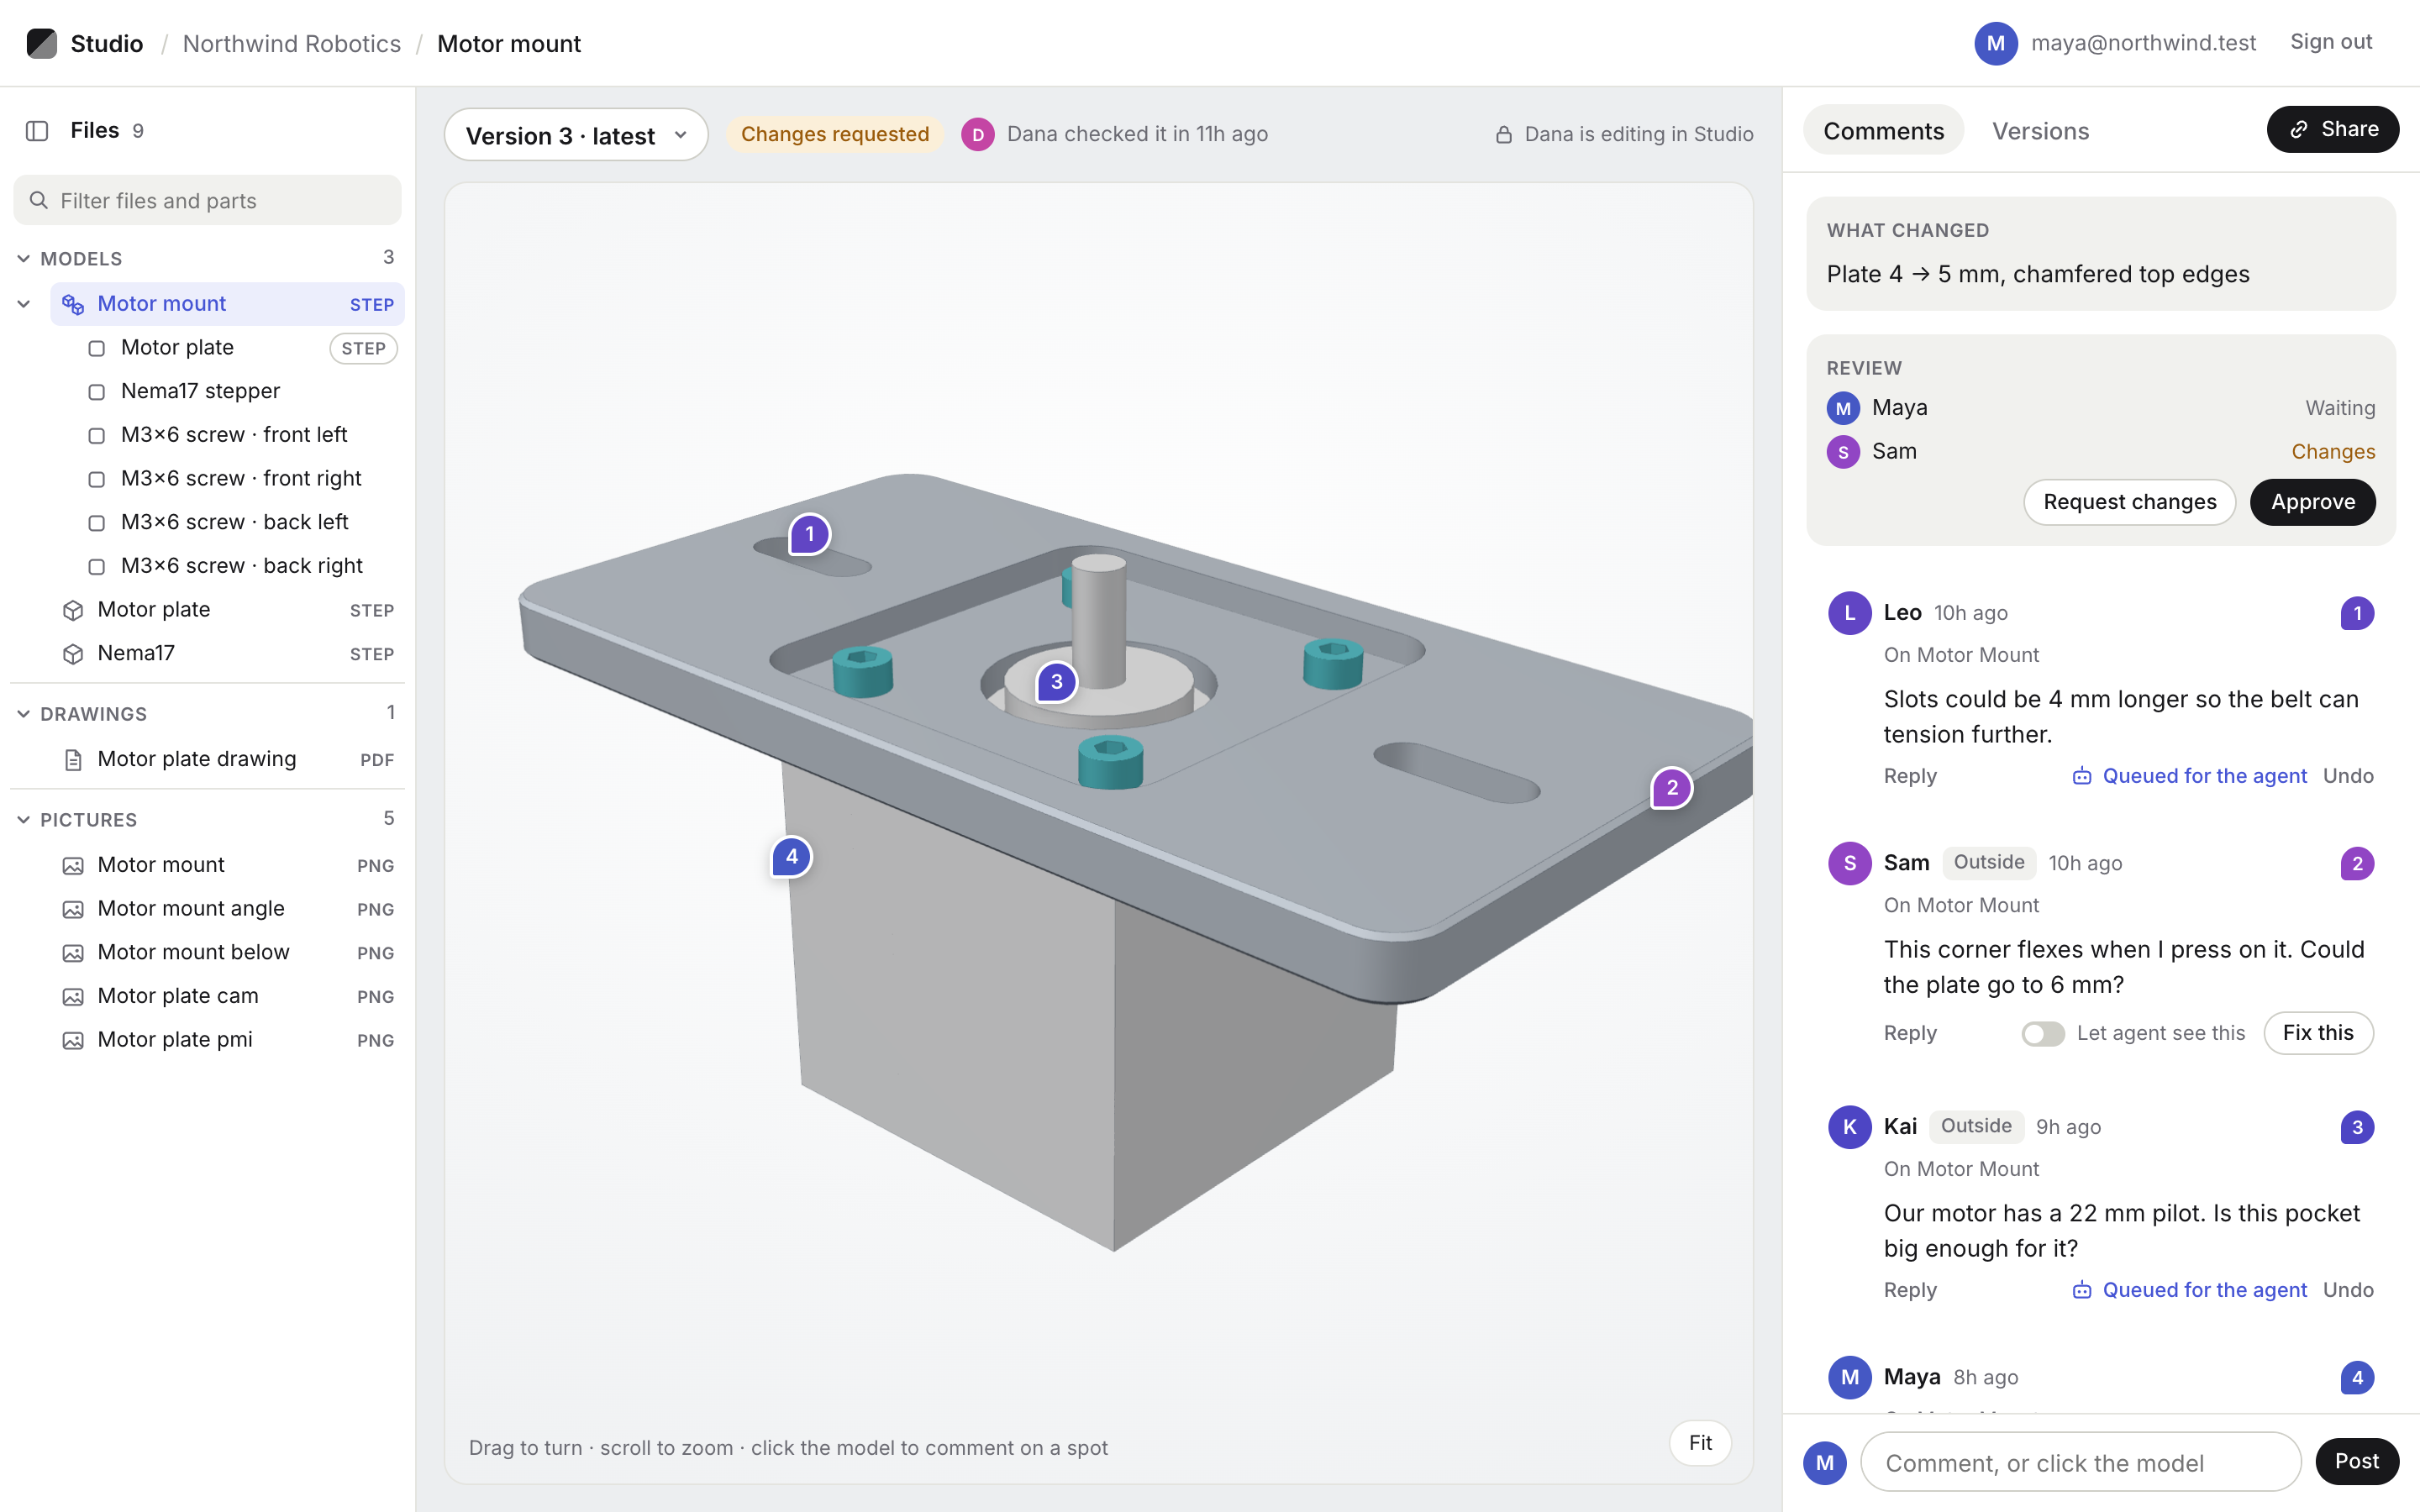 Studio / Northwind Robotics / Motor mount
M maya@northwind.test Sign out
Files 9
Filter files and parts
MODELS 3
Motor mount STEP
Motor plate STEP
Nema17 stepper
M3×6 screw · front left
M3×6 screw · front right
M3×6 screw · back left
M3×6 screw · back right
Motor plate STEP
Nema17 STEP
DRAWINGS 1
Motor plate drawing PDF
PICTURES 5
Motor mount PNG
Motor mount angle PNG
Motor mount below PNG
Motor plate cam PNG
Motor plate pmi PNG
Version 3 · latest Changes requested D Dana checked it in 11h ago Dana is editing in Studio
1
3
2
4
Drag to turn · scroll to zoom · click the model to comment on a spot Fit
Comments Versions Share
WHAT CHANGED
Plate 4 → 5 mm, chamfered top edges
REVIEW
M Maya Waiting
S Sam Changes
Request changes Approve
L Leo 10h ago 1
On Motor Mount
Slots could be 4 mm longer so the belt can
tension further.
Reply Queued for the agent Undo
S Sam Outside 10h ago 2
On Motor Mount
This corner flexes when I press on it. Could
the plate go to 6 mm?
Reply Let agent see this Fix this
K Kai Outside 9h ago 3
On Motor Mount
Our motor has a 22 mm pilot. Is this pocket
big enough for it?
Reply Queued for the agent Undo
M Maya 8h ago 4
M Comment, or click the model Post